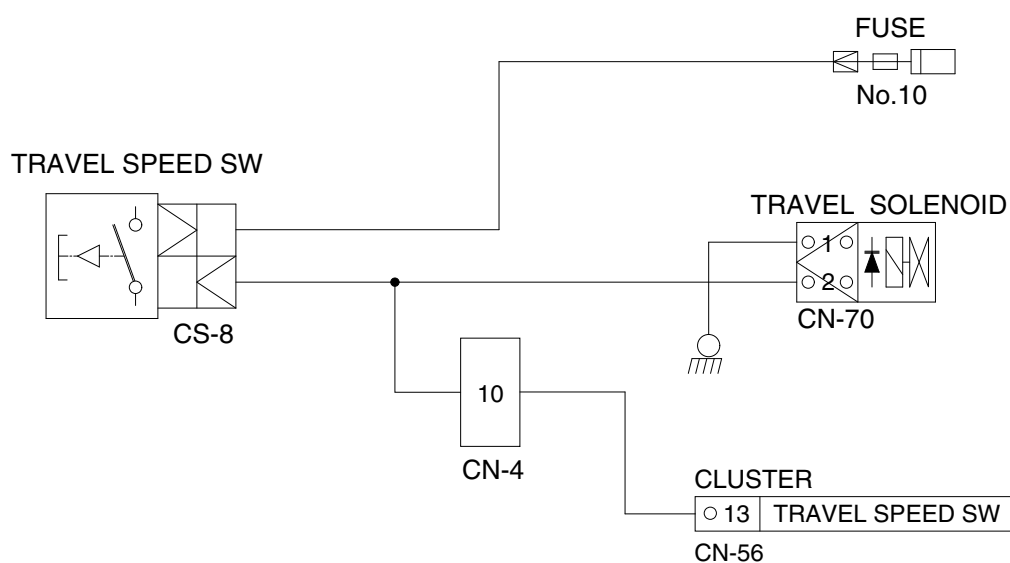 FUSE
No.10
TRAVEL SPEED SW
TRAVEL SOLENOID
1
2
CN-70
CS-8
10
CN-4
CLUSTER
13 TRAVEL SPEED SW
CN-56